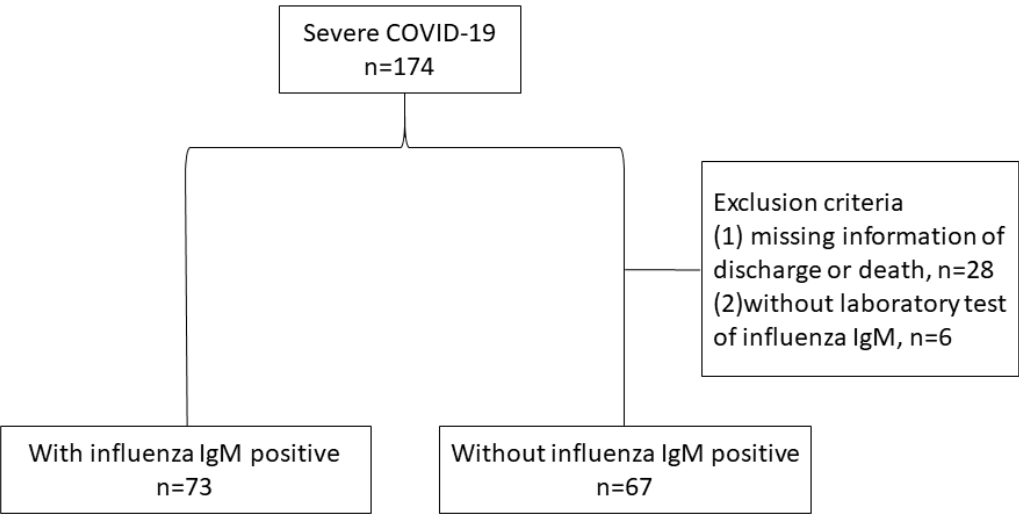 Severe COVID-19
n=174
Exclusion criteria
(1) missing information of
discharge or death, n=28
(2)without laboratory test
of influenza IgM, n=6
With influenza IgM positive
n=73
Without influenza IgM positive
n=67